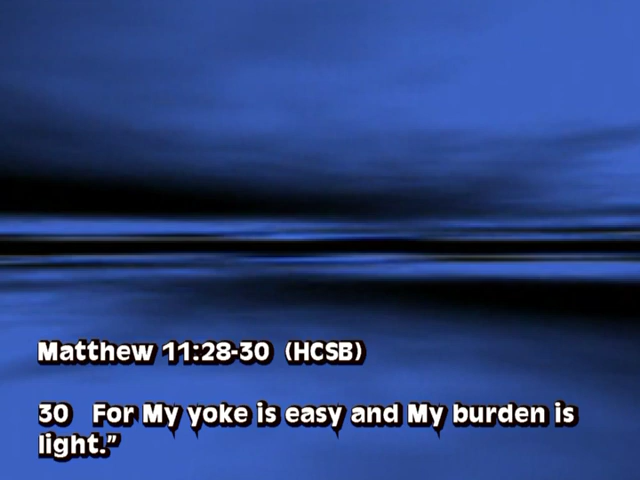 Matthew 11:28-30 (HCSB)
30 For My yoke is easy and My burden is
light.”